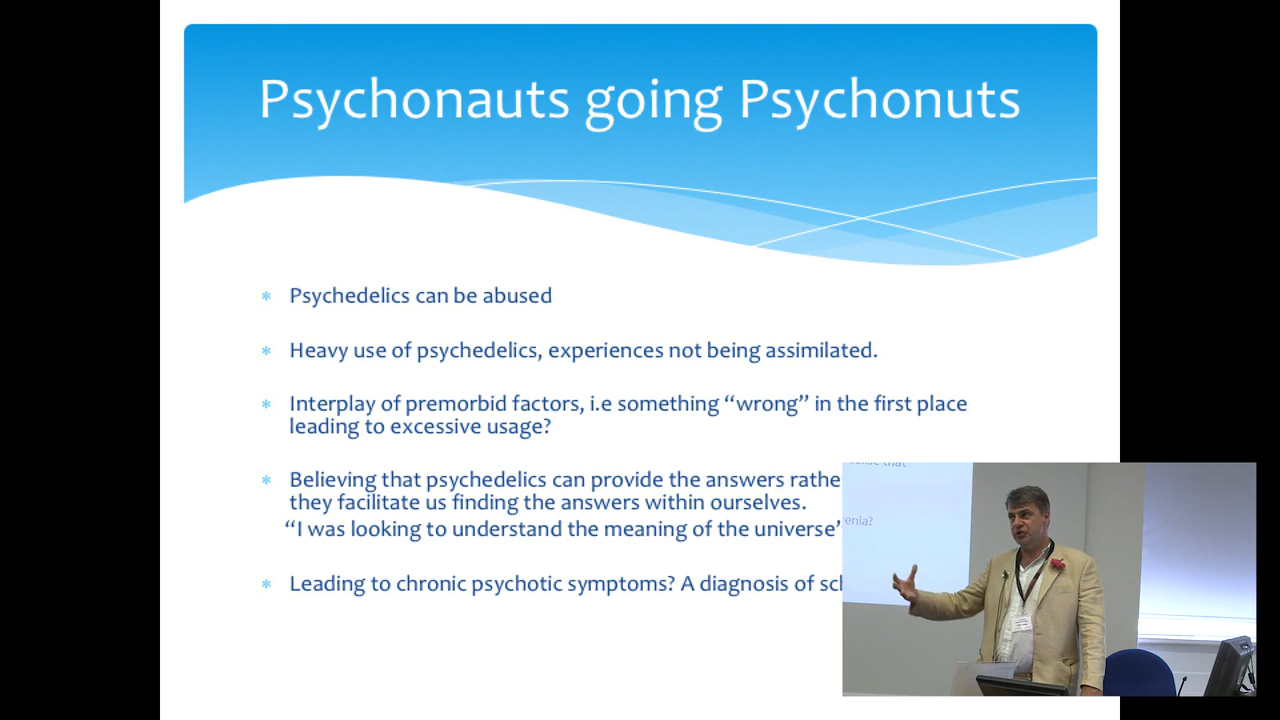 Psychonauts going Psychonuts
* Psychedelics can be abused
* Heavy use of psychedelics, experiences not being assimilated.
* Interplay of premorbid factors, i.e something “wrong” in the first place
leading to excessive usage?
* Believing that psychedelics can provide the answers rathe
they facilitate us finding the answers within ourselves.
“I was looking to understand the meaning of the universe”
* Leading to chronic psychotic symptoms? A diagnosis of sch
that
enia?